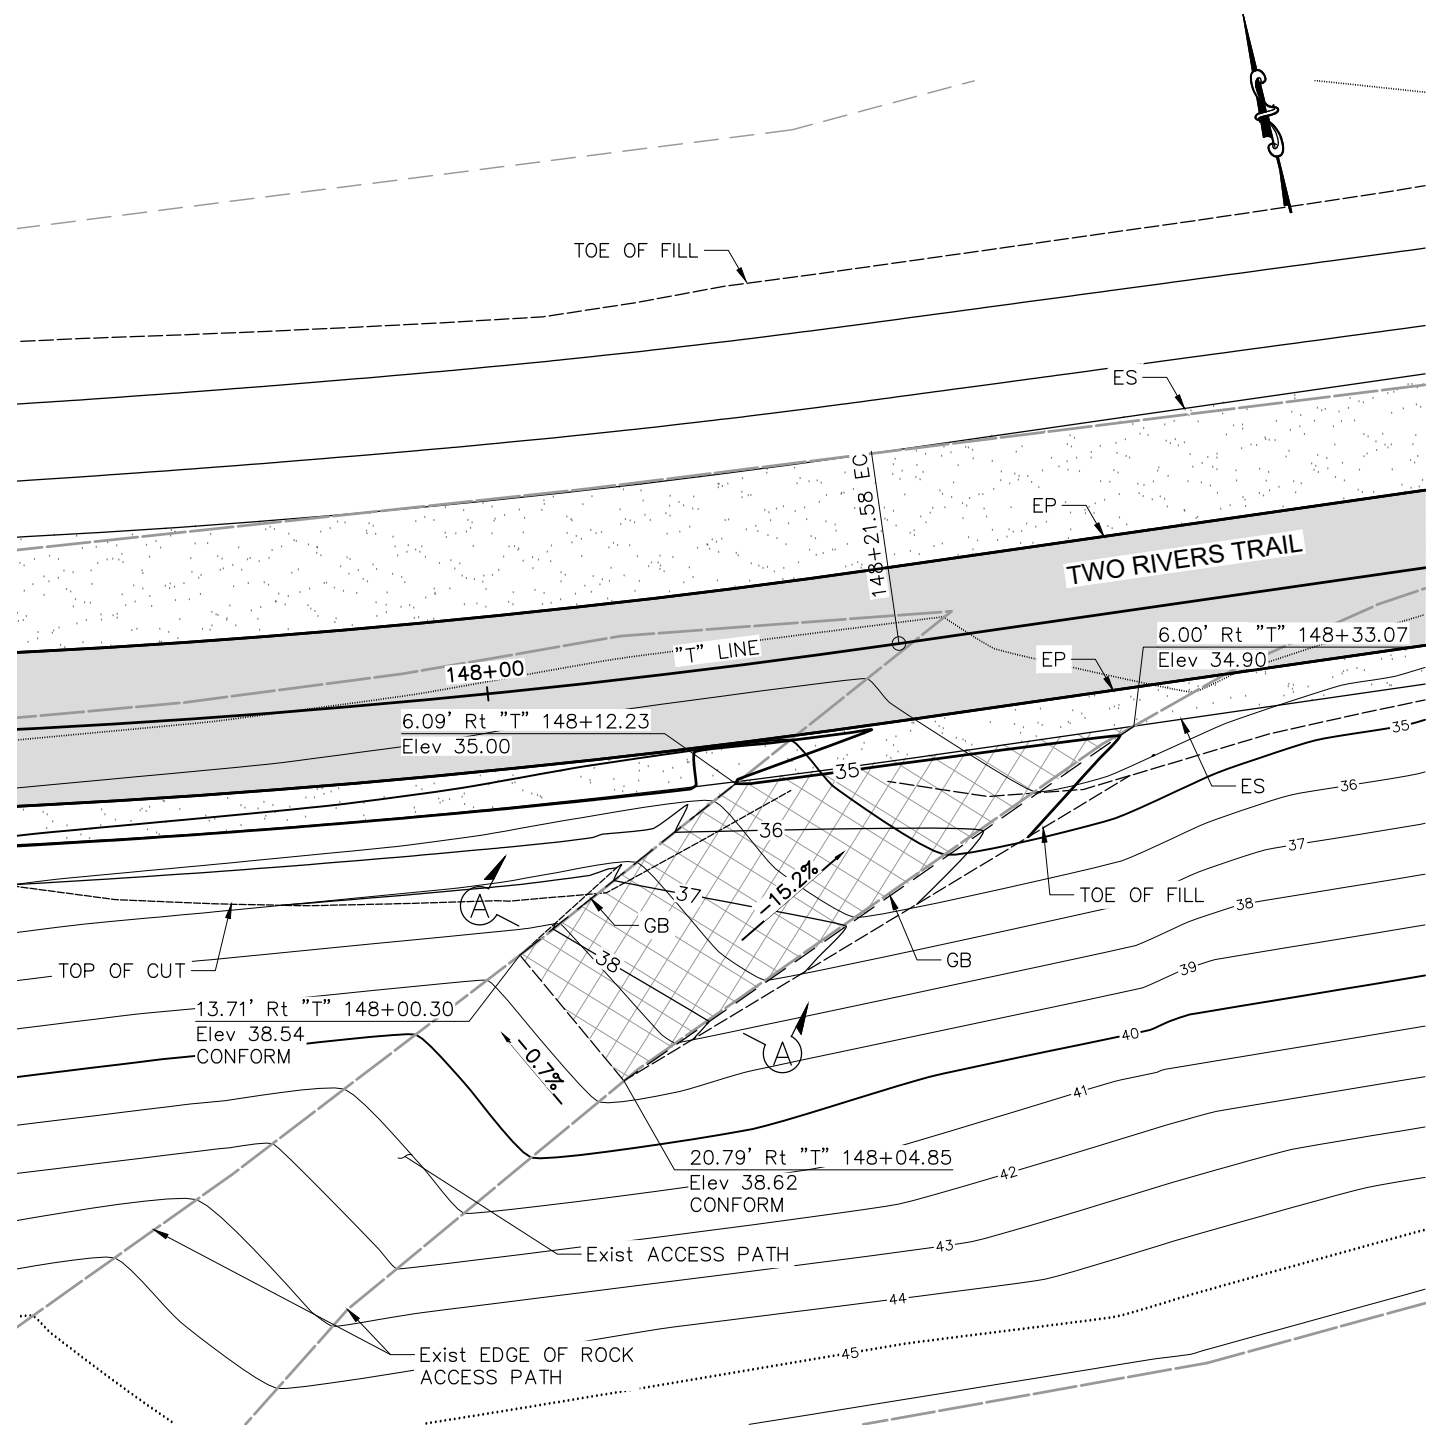 TOE OF FILL
ES
148+21.58 EC
EP
TWO RIVERS TRAIL
6.00' Rt "T" 148+33.07
Elev 34.90
"T" LINE
EP
148+00
6.09' Rt "T" 148+12.23
Elev 35.00
35
35
ES
36
36
37
-15.2%
37
TOE OF FILL
38
A
GB
GB
38
39
TOP OF CUT
13.71' Rt "T" 148+00.30
Elev 38.54
CONFORM
40
A
-0.7%
41
20.79' Rt "T" 148+04.85
Elev 38.62
CONFORM
42
43
Exist ACCESS PATH
44
45
Exist EDGE OF ROCK
ACCESS PATH